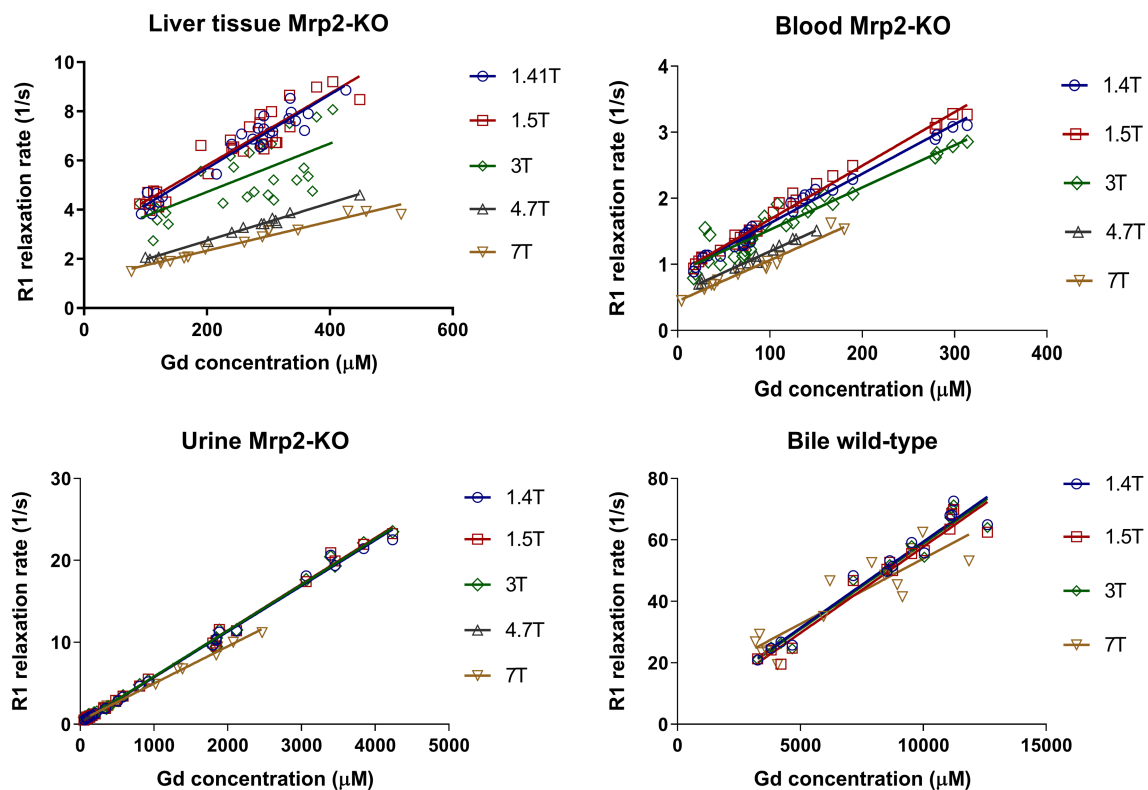 Liver tissue Mrp2-KO
R1 relaxation rate (1/s)
10
8
6
4
2
0
0
200
400
600
Gd concentration (μM)
1.41T
1.5T
3T
4.7T
7T
Blood Mrp2-KO
R1 relaxation rate (1/s)
4
3
2
1
0
0
100
200
300
400
Gd concentration (μM)
1.4T
1.5T
3T
4.7T
7T
Urine Mrp2-KO
R1 relaxation rate (1/s)
30
20
10
0
0
1000
2000
3000
4000
5000
Gd concentration (μM)
1.4T
1.5T
3T
4.7T
7T
Bile wild-type
R1 relaxation rate (1/s)
80
60
40
20
0
0
5000
10000
15000
Gd concentration (μM)
1.4T
1.5T
3T
7T